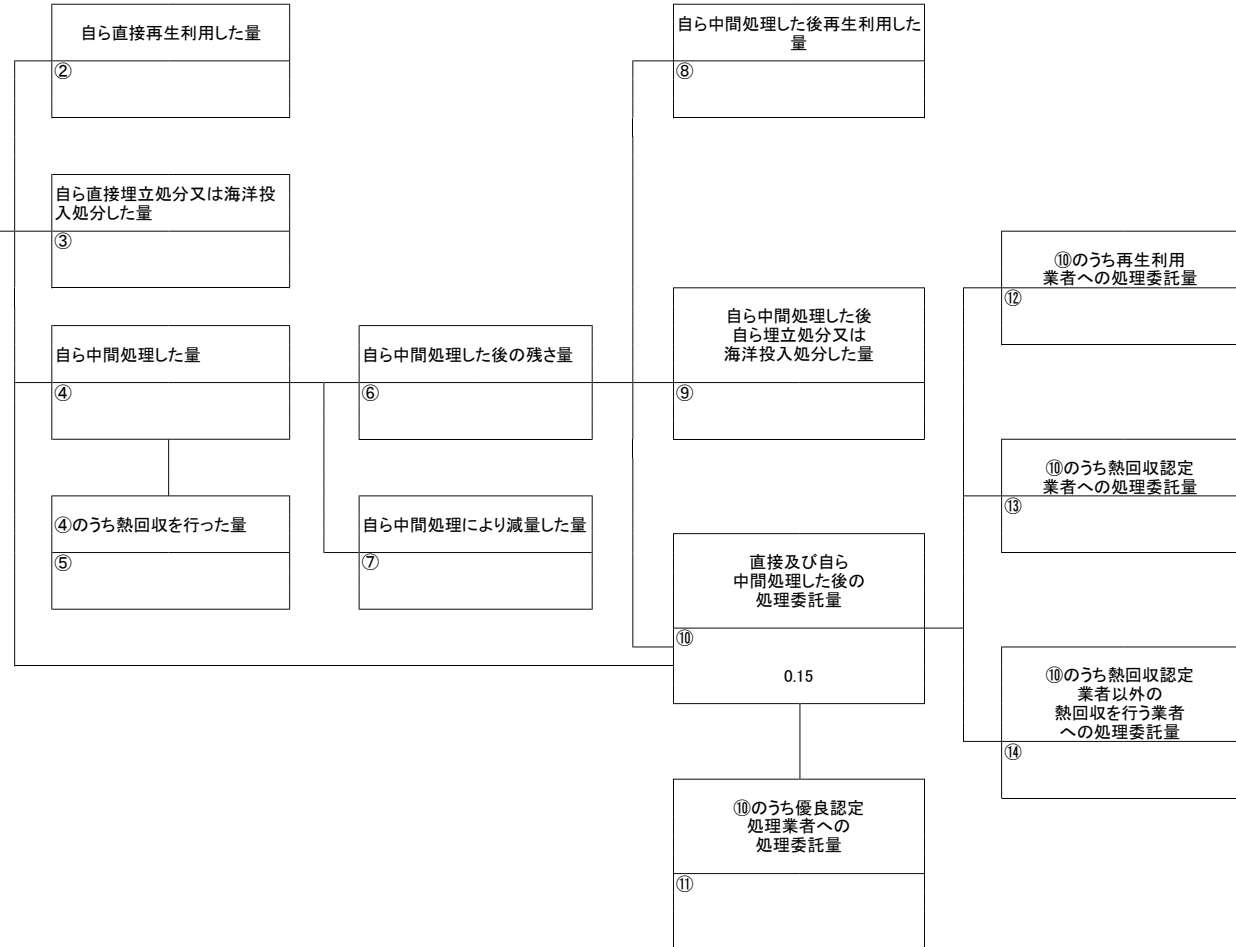 自ら直接再生利用した量
②
自ら中間処理した後再生利用した
量
⑧
自ら直接埋立処分又は海洋投
入処分した量
③
⑩のうち再生利用
業者への処理委託量
⑫
自ら中間処理した量
④
自ら中間処理した後の残さ量
⑥
自ら中間処理した後
自ら埋立処分又は
海洋投入処分した量
⑨
⑩のうち熱回収認定
業者への処理委託量
⑬
④のうち熱回収を行った量
⑤
自ら中間処理により減量した量
⑦
直接及び自ら
中間処理した後の
処理委託量
⑩
0.15
⑩のうち熱回収認定
業者以外の
熱回収を行う業者
への処理委託量
⑭
⑩のうち優良認定
処理業者への
処理委託量
⑪